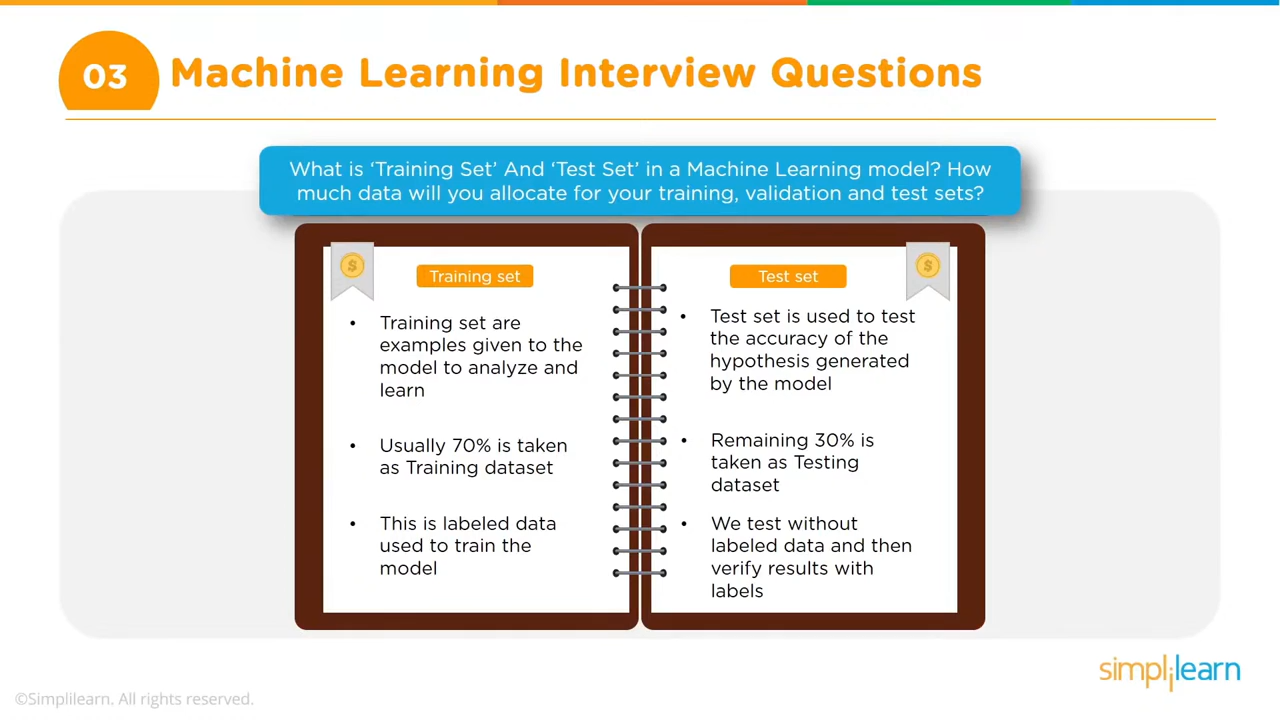 03
Machine Learning Interview Questions
What is ‘Training Set’ And ‘Test Set’ in a Machine Learning model? How
much data will you allocate for your training, validation and test sets?
$
Training set
• Training set are
examples given to the
model to analyze and
learn
• Usually 70% is taken
as Training dataset
• This is labeled data
used to train the
model
$
Test set
• Test set is used to test
the accuracy of the
hypothesis generated
by the model
• Remaining 30% is
taken as Testing
dataset
• We test without
labeled data and then
verify results with
labels
simplilearn
©Simplilearn. All rights reserved.